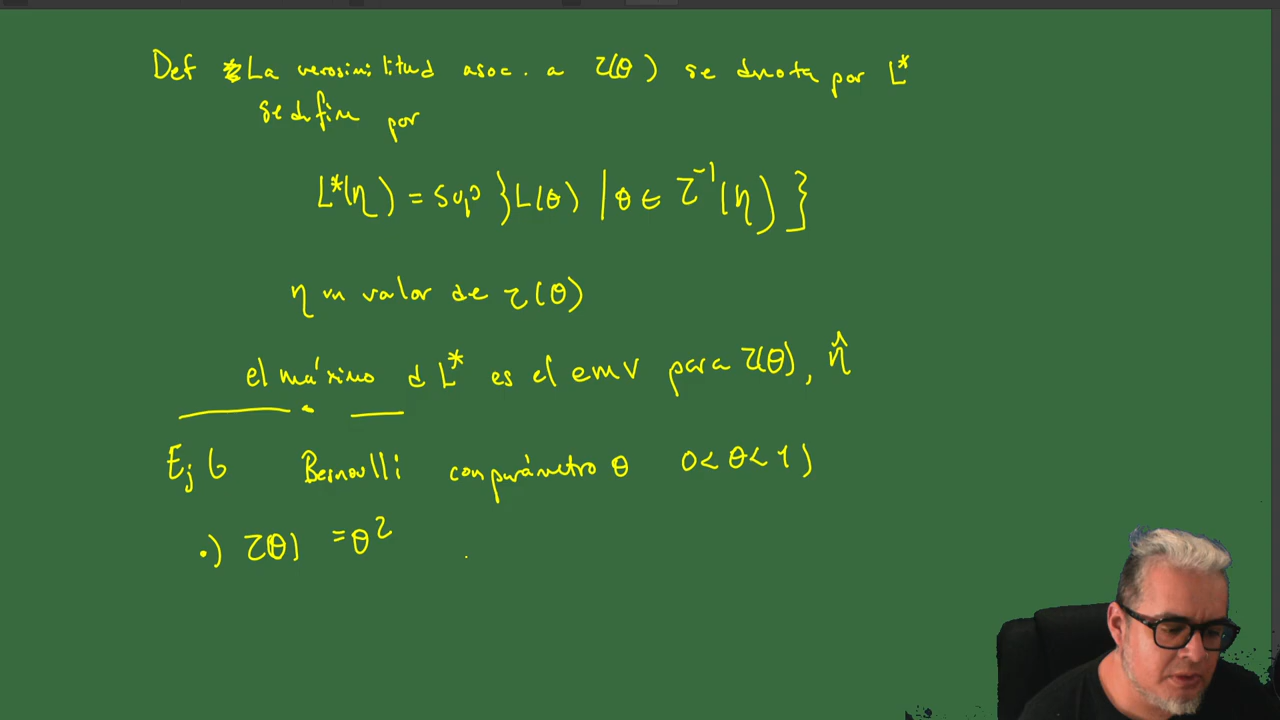 Def La verosimilitud asoc. a τ(θ) se denota por L*
se define por
L*(η) = sup { L(θ) | θ ∈ τ⁻¹(η) }
η un valor de τ(θ)
el máximo d L* es el emv para τ(θ), η̂
Ej 6 Bernoulli con parámetro θ 0 < θ < 1)
•) τ(θ) = θ²